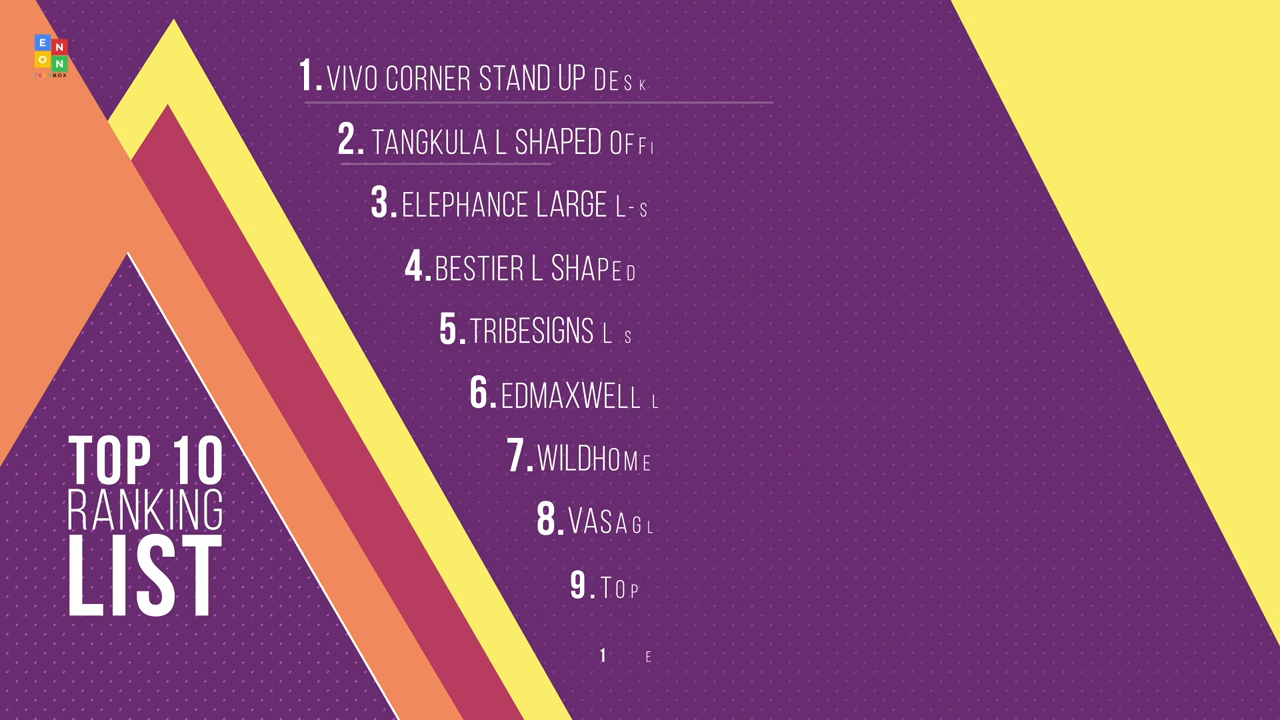 E N
O N
1. VIVO CORNER STAND UP DESK
2. TANGKULA L SHAPED OFFI
3. ELEPHANCE LARGE L-S
4. BESTIER L SHAPED
5. TRIBESIGNS L S
6. EDMAXWELL L
7. WILDHOME
8. VASAGL
9. TOP
1 E
TOP 10
RANKING
LIST